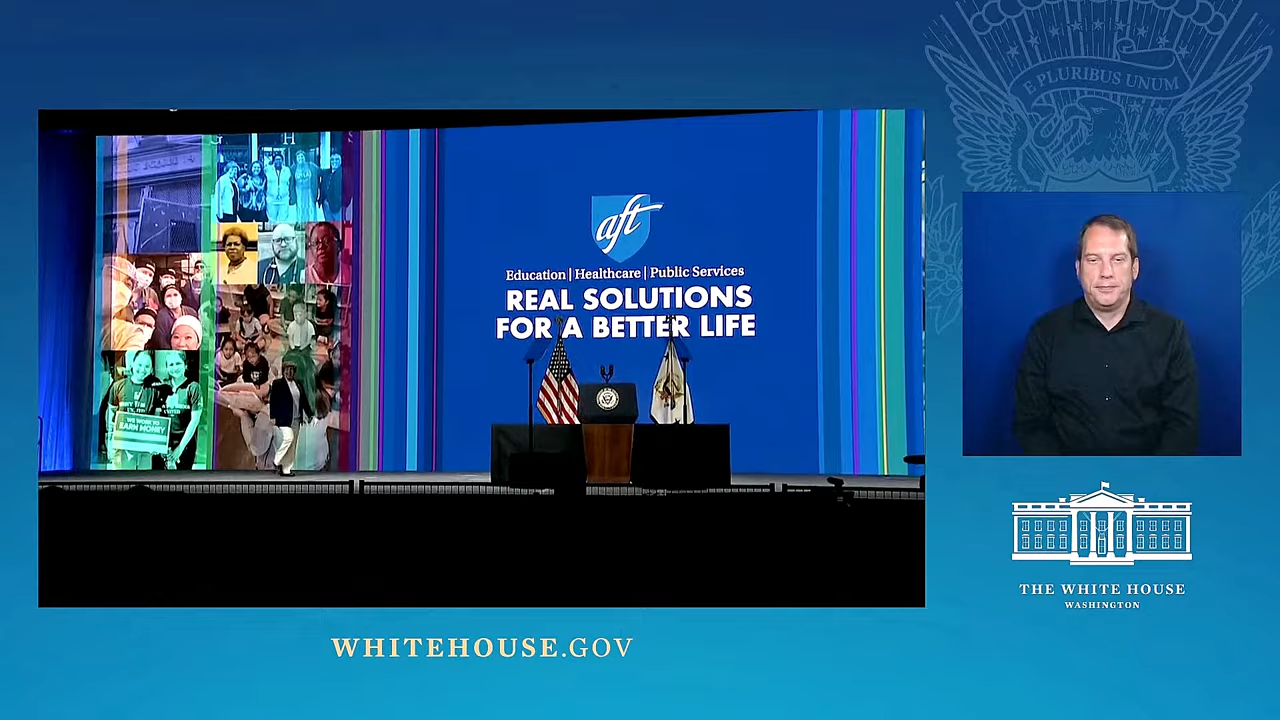 E PLURIBUS UNUM
G H
aft
Education | Healthcare | Public Services
REAL SOLUTIONS
FOR A BETTER LIFE
WE WORK TO
EARN MONEY
THE WHITE HOUSE
WASHINGTON
WHITEHOUSE.GOV